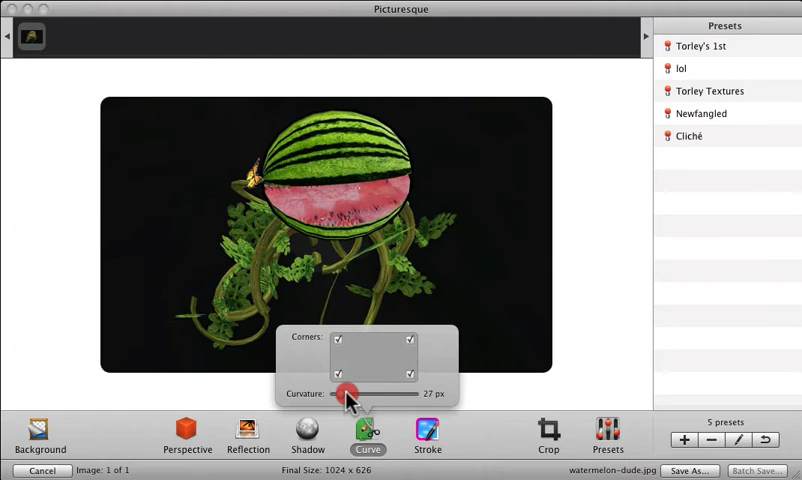 Picturesque
Presets
Torley's 1st
lol
Torley Textures
Newfangled
Cliché
Corners:
Curvature: 27 px
Background
Perspective
Reflection
Shadow
Curve
Stroke
Crop
Presets
5 presets
Cancel
Image: 1 of 1
Final Size: 1024 x 626
watermelon-dude.jpg
Save As...
Batch Save...